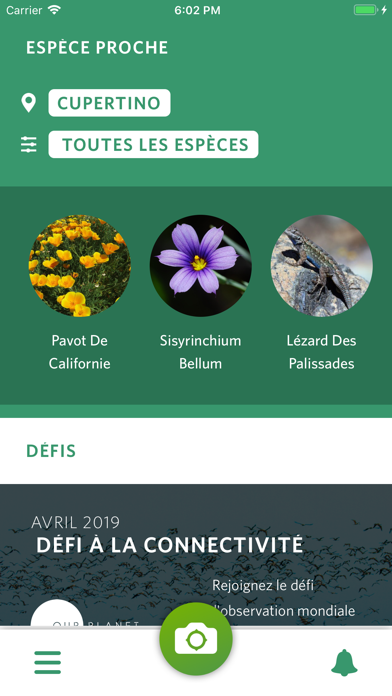 Carrier 6:02 PM
ESPÈCE PROCHE
CUPERTINO
TOUTES LES ESPÈCES
Pavot De
Californie
Sisyrinchium
Bellum
Lézard Des
Palissades
DÉFIS
AVRIL 2019
DÉFI À LA CONNECTIVITÉ
Rejoignez le défi
d'observation mondiale
OUR PLANET